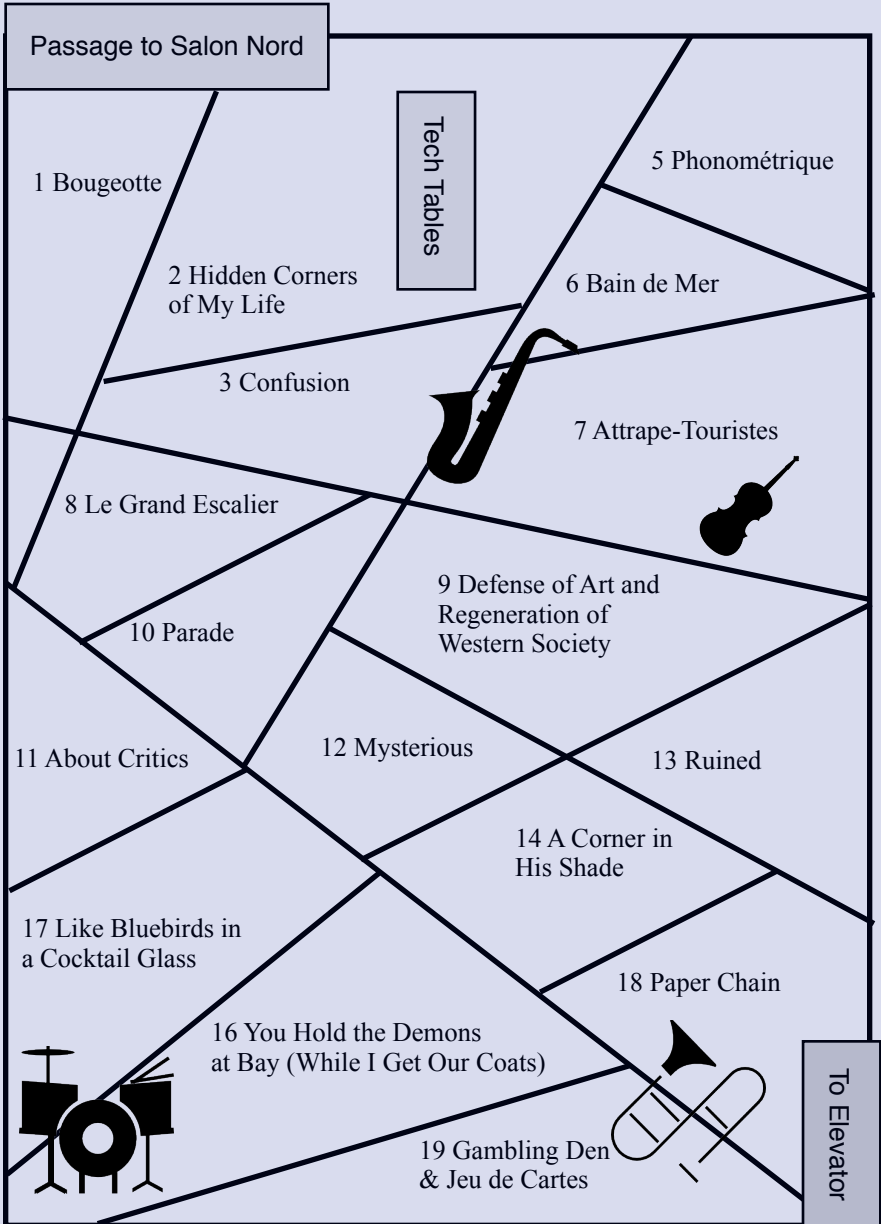 Passage to Salon Nord
Tech Tables
1 Bougeotte
2 Hidden Corners
of My Life
3 Confusion
5 Phonométrique
6 Bain de Mer
7 Attrape-Touristes
8 Le Grand Escalier
9 Defense of Art and
Regeneration of
Western Society
10 Parade
11 About Critics
12 Mysterious
13 Ruined
14 A Corner in
His Shade
17 Like Bluebirds in
a Cocktail Glass
18 Paper Chain
16 You Hold the Demons
at Bay (While I Get Our Coats)
19 Gambling Den
& Jeu de Cartes
To Elevator